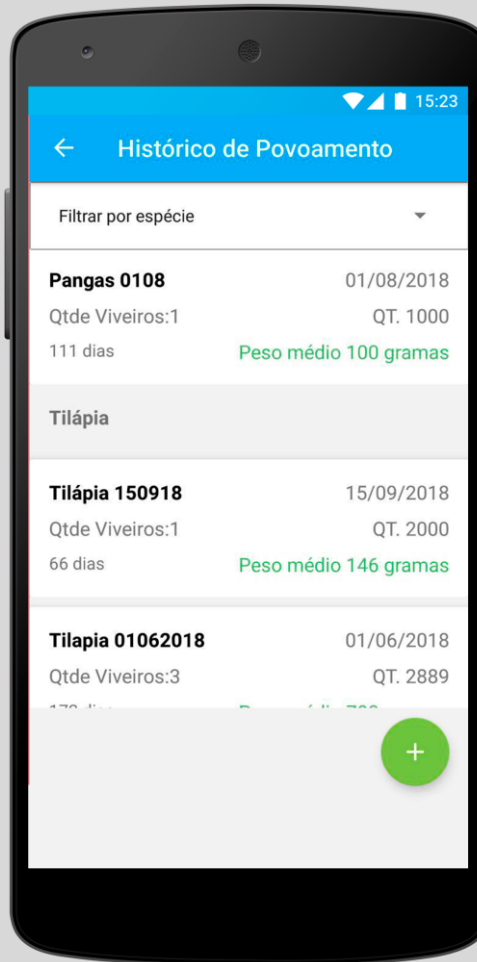 15:23
Histórico de Povoamento
Filtrar por espécie
Pangas 0108 01/08/2018
Qtde Viveiros:1 QT. 1000
111 dias Peso médio 100 gramas
Tilápia
Tilápia 150918 15/09/2018
Qtde Viveiros:1 QT. 2000
66 dias Peso médio 146 gramas
Tilapia 01062018 01/06/2018
Qtde Viveiros:3 QT. 2889